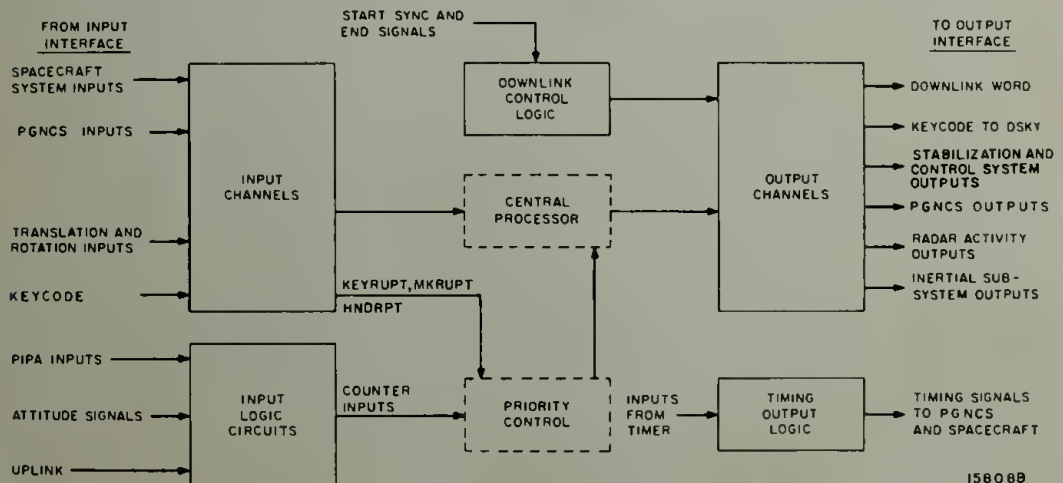 FROM INPUT
INTERFACE
START SYNC AND
END SIGNALS
TO OUTPUT
INTERFACE
SPACECRAFT
SYSTEM INPUTS
PGNCS INPUTS
TRANSLATION AND
ROTATION INPUTS
KEYCODE
INPUT
CHANNELS
DOWNLINK
CONTROL
LOGIC
CENTRAL
PROCESSOR
KEYRUPT, MKRUPT
HNDRPT
OUTPUT
CHANNELS
DOWNLINK WORD
KEYCODE TO DSKY
STABILIZATION AND
CONTROL SYSTEM
OUTPUTS
PGNCS OUTPUTS
RADAR ACTIVITY
OUTPUTS
INERTIAL SUB-
SYSTEM OUTPUTS
PIPA INPUTS
ATTITUDE SIGNALS
UPLINK
INPUT
LOGIC
CIRCUITS
COUNTER
INPUTS
PRIORITY
CONTROL
INPUTS
FROM
TIMER
TIMING
OUTPUT
LOGIC
TIMING SIGNALS
TO PGNCS
AND SPACECRAFT
15808B